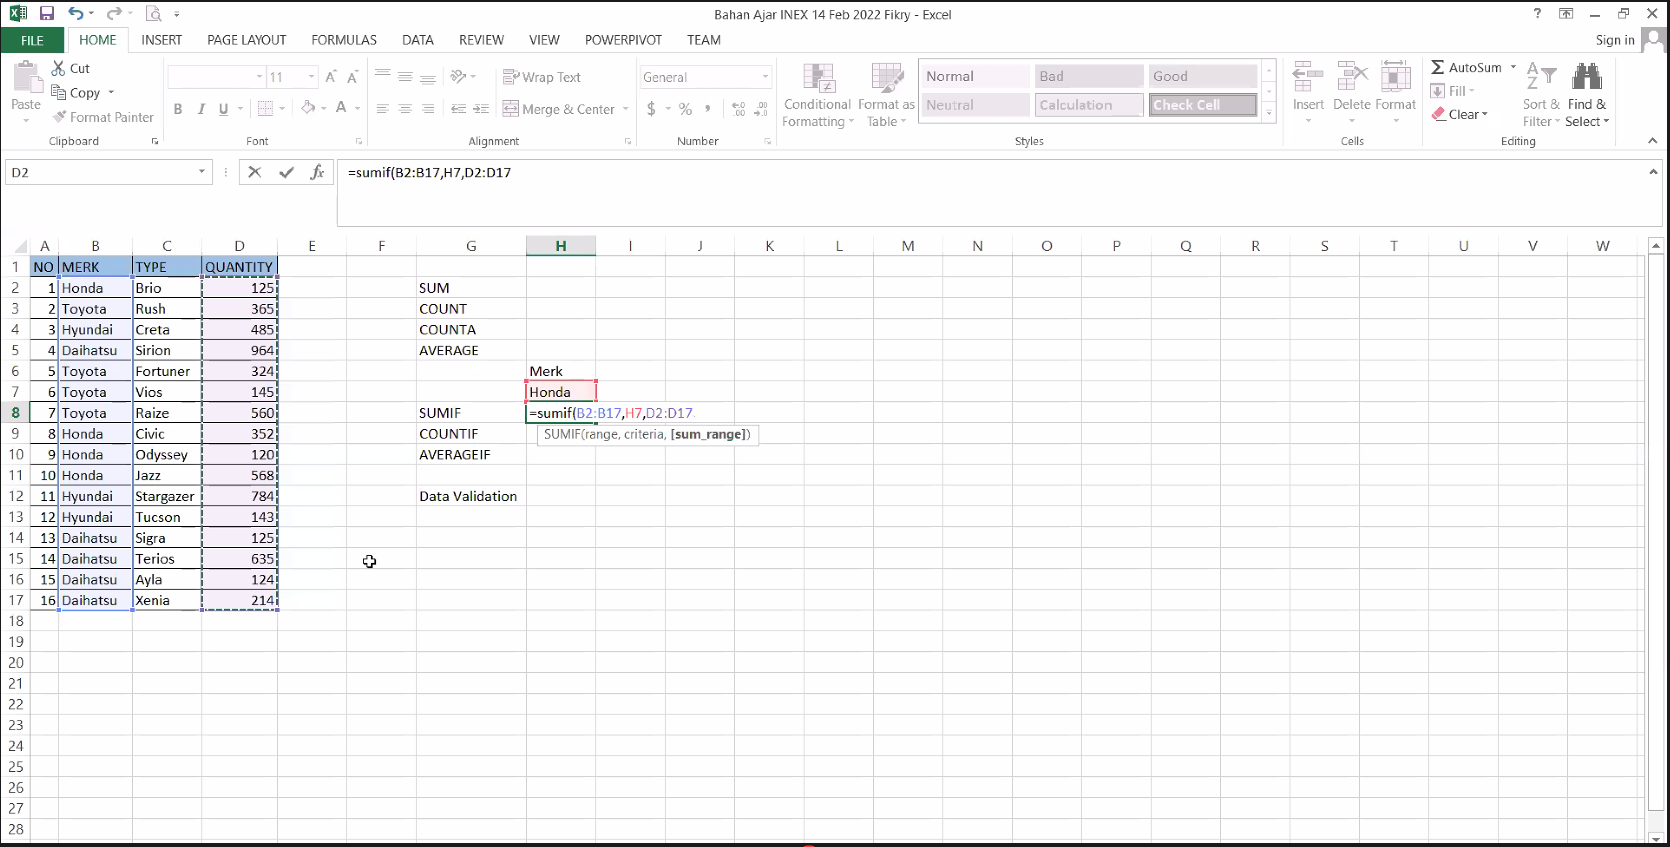 Bahan Ajar INEX 14 Feb 2022 Fikry - Excel
?
Sign in
FILE HOME INSERT PAGE LAYOUT FORMULAS DATA REVIEW VIEW POWERPIVOT TEAM
Paste
Cut
Copy
Format Painter
Clipboard
11
B I U
Font
Wrap Text
Merge & Center
Alignment
General
$ % ,
Number
Conditional Formatting
Format as Table
Normal Bad Good
Neutral Calculation Check Cell
Styles
Insert Delete Format
Cells
AutoSum
Fill
Clear
Sort & Filter
Find & Select
Editing
D2
fx
=sumif(B2:B17,H7,D2:D17
A B C D E F G H I J K L M N O P Q R S T U V W
1 NO MERK TYPE QUANTITY
2 1 Honda Brio 125 SUM
3 2 Toyota Rush 365 COUNT
4 3 Hyundai Creta 485 COUNTA
5 4 Daihatsu Sirion 964 AVERAGE
6 5 Toyota Fortuner 324 Merk
7 6 Toyota Vios 145 Honda
8 7 Toyota Raize 560 SUMIF =sumif(B2:B17,H7,D2:D17
9 8 Honda Civic 352 COUNTIF SUMIF(range, criteria, [sum_range])
10 9 Honda Odyssey 120 AVERAGEIF
11 10 Honda Jazz 568
12 11 Hyundai Stargazer 784 Data Validation
13 12 Hyundai Tucson 143
14 13 Daihatsu Sigra 125
15 14 Daihatsu Terios 635
16 15 Daihatsu Ayla 124
17 16 Daihatsu Xenia 214
18
19
20
21
22
23
24
25
26
27
28